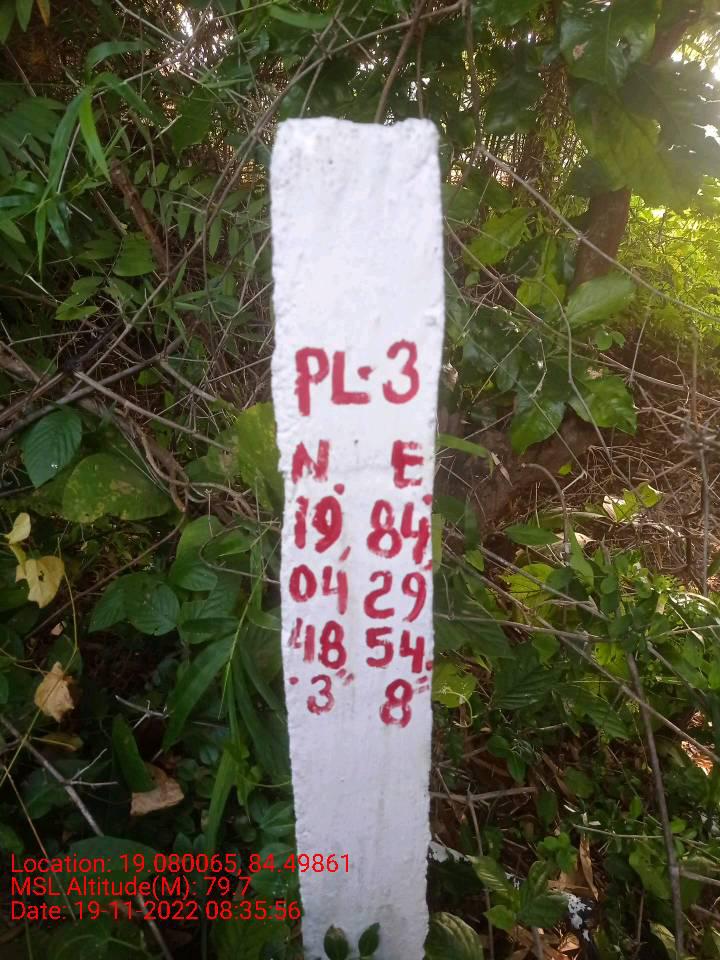 PL·3
N. E.
19, 84,
04' 29'
48 54
.3" .8"
Location: 19.080065, 84.49861
MSL Altitude(M): 79.7
Date: 19-11-2022 08:35:56